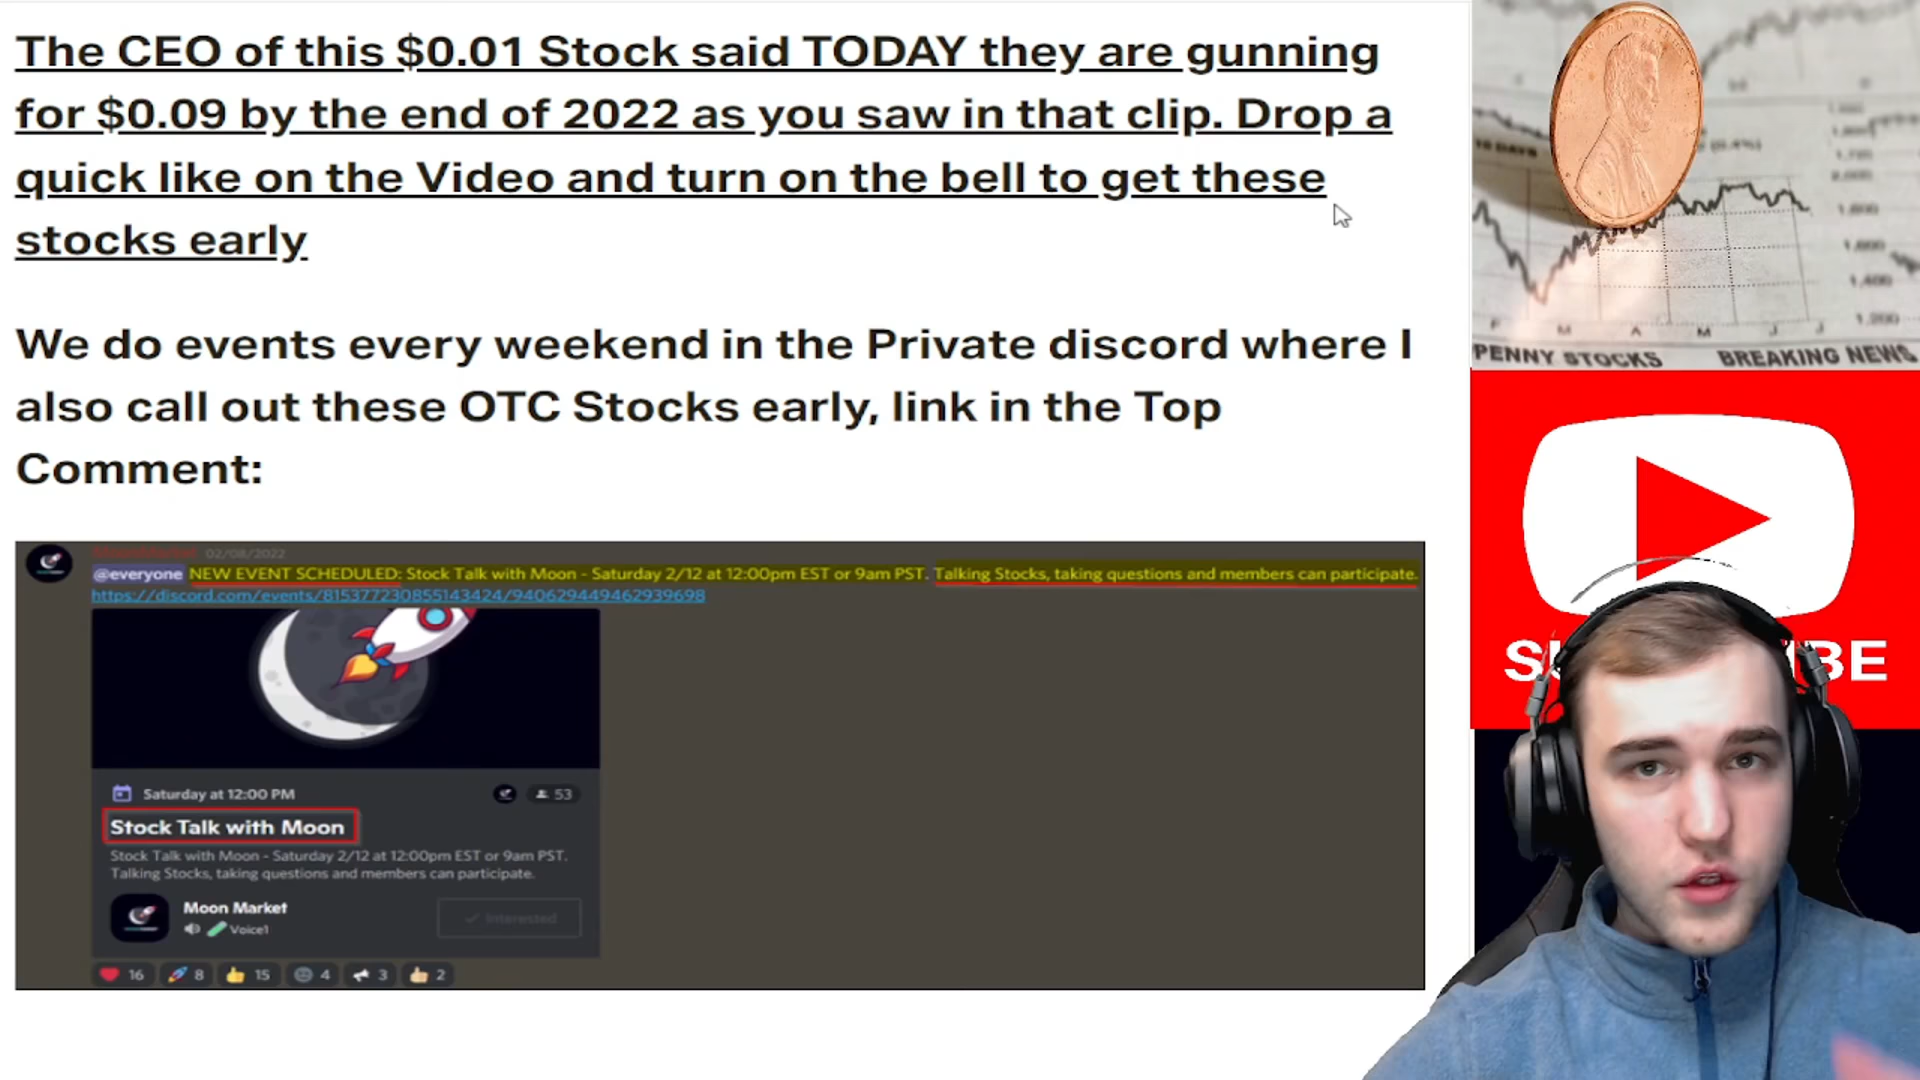 The CEO of this $0.01 Stock said TODAY they are gunning
for $0.09 by the end of 2022 as you saw in that clip. Drop a
quick like on the Video and turn on the bell to get these
stocks early
We do events every weekend in the Private discord where I
also call out these OTC Stocks early, link in the Top
Comment:
02/08/2022
@everyone NEW EVENT SCHEDULED: Stock Talk with Moon - Saturday 2/12 at 12:00pm EST or 9am PST. Talking Stocks, taking questions and members can participate.
https://discord.com/events/815377230855143424/940629449462939698
Saturday at 12:00 PM
53
Stock Talk with Moon
Stock Talk with Moon - Saturday 2/12 at 12:00pm EST or 9am PST.
Talking Stocks, taking questions and members can participate.
Moon Market
Voice1
Interested
16 8 15 4 3 2
10 DAYS
F M A M J J
PENNY STOCKS BREAKING NEWS